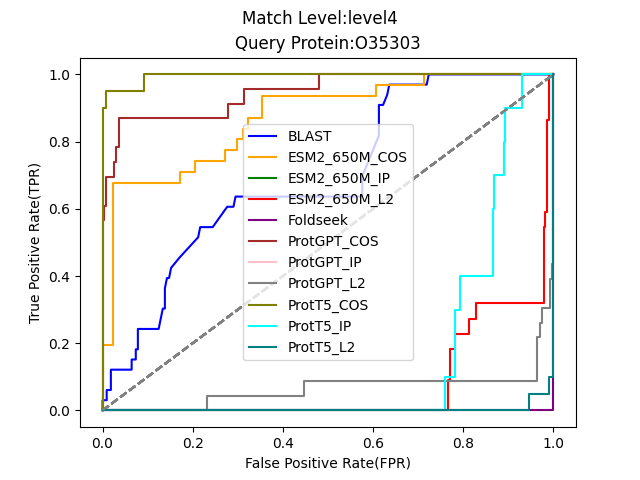 Match Level:level4
Query Protein:O35303
True Positive Rate(TPR)
1.0
0.8
0.6
0.4
0.2
0.0
BLAST
ESM2_650M_COS
ESM2_650M_IP
ESM2_650M_L2
Foldseek
ProtGPT_COS
ProtGPT_IP
ProtGPT_L2
ProtT5_COS
ProtT5_IP
ProtT5_L2
0.0 0.2 0.4 0.6 0.8 1.0
False Positive Rate(FPR)